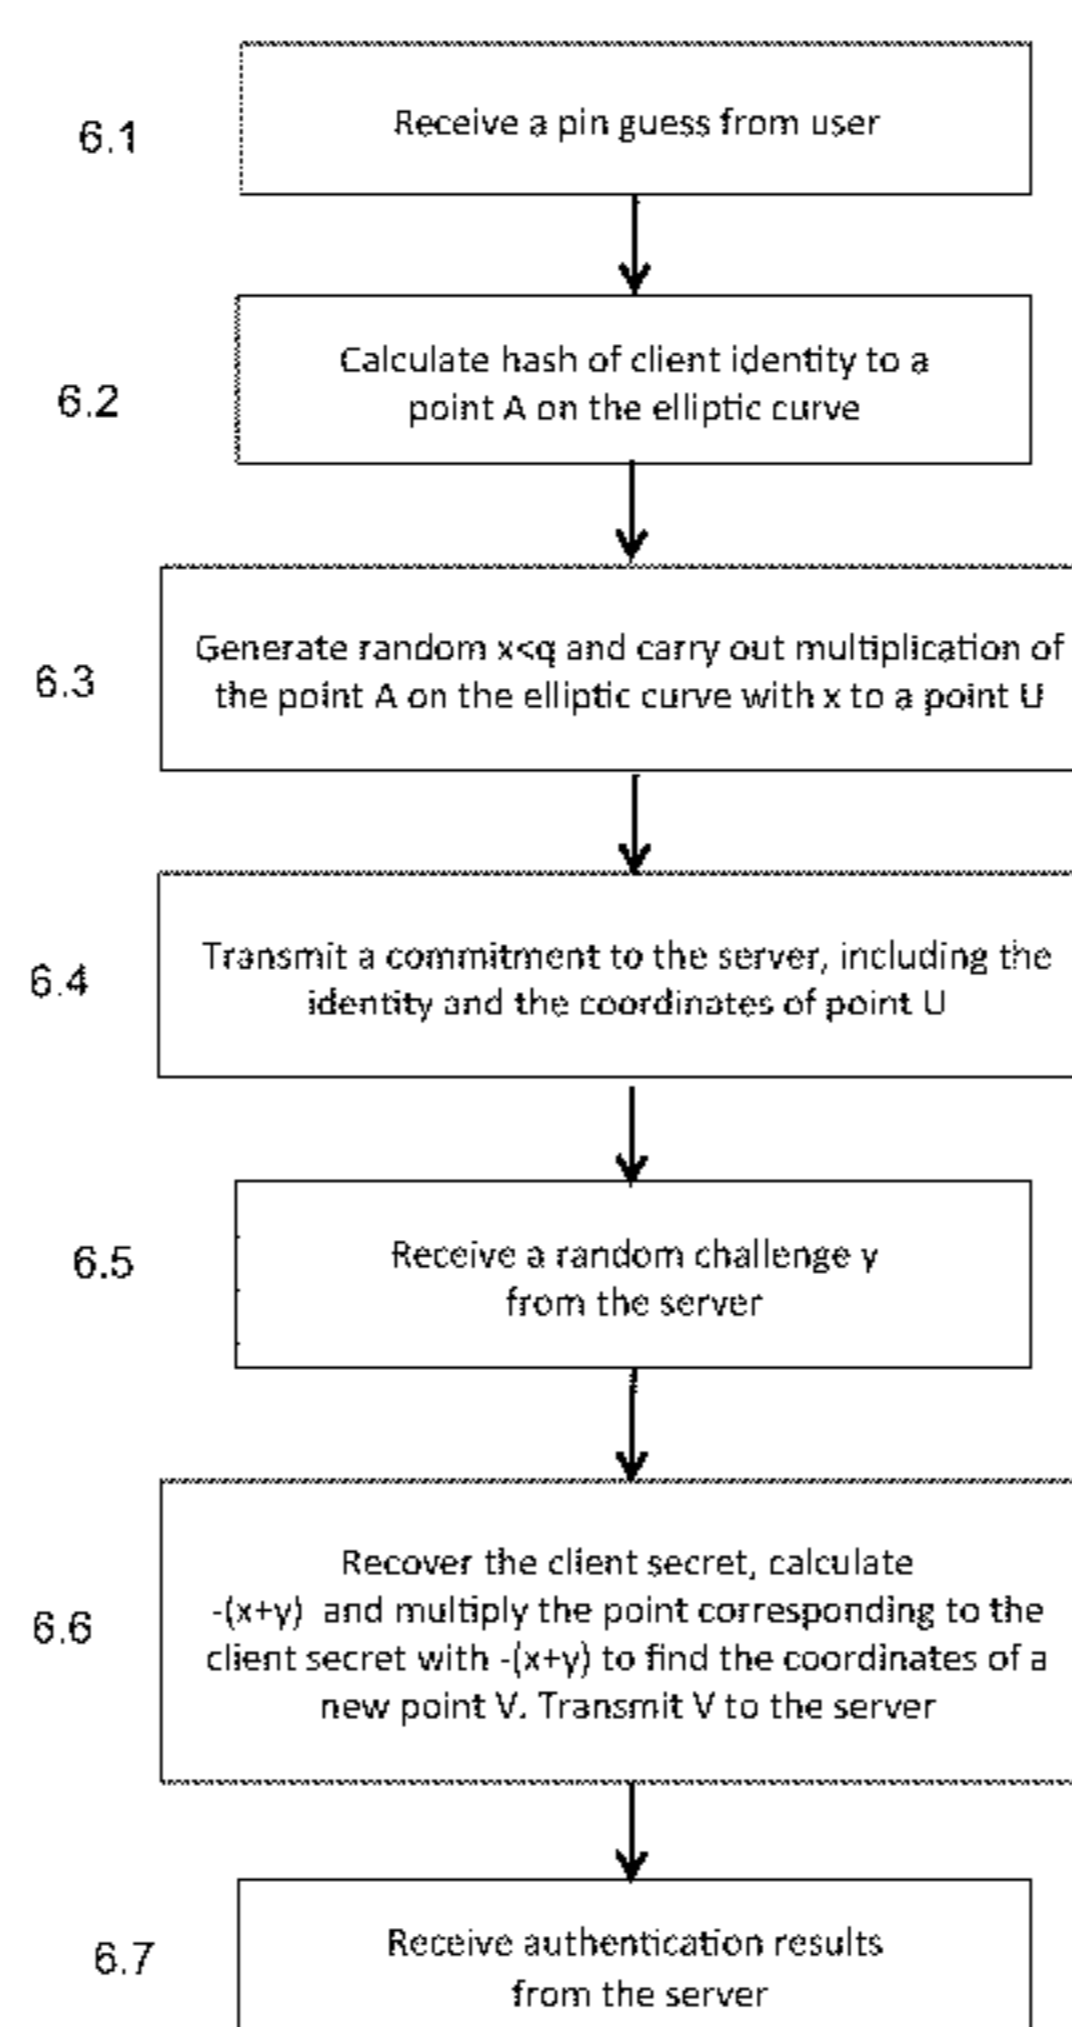 6.1
Receive a pin guess from user
6.2
Calculate hash of client identity to a
point A on the elliptic curve
6.3
Generate random x<q and carry out multiplication of
the point A on the elliptic curve with x to a point U
6.4
Transmit a commitment to the server, including the
identity and the coordinates of point U
6.5
Receive a random challenge y
from the server
6.6
Recover the client secret, calculate
-(x+y) and multiply the point corresponding to the
client secret with -(x+y) to find the coordinates of a
new point V. Transmit V to the server
6.7
Receive authentication results
from the server